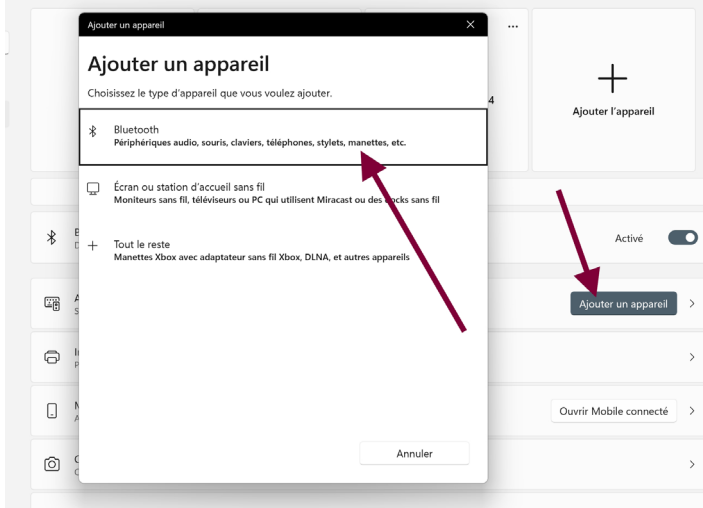 Ajouter un appareil
Ajouter un appareil
Choisissez le type d'appareil que vous voulez ajouter.
Bluetooth
Périphériques audio, souris, claviers, téléphones, stylets, manettes, etc.
Écran ou station d'accueil sans fil
Moniteurs sans fil, téléviseurs ou PC qui utilisent Miracast ou des docks sans fil
Tout le reste
Manettes Xbox avec adaptateur sans fil Xbox, DLNA, et autres appareils
Annuler
4
Ajouter l'appareil
Activé
Ajouter un appareil
Ouvrir Mobile connecté